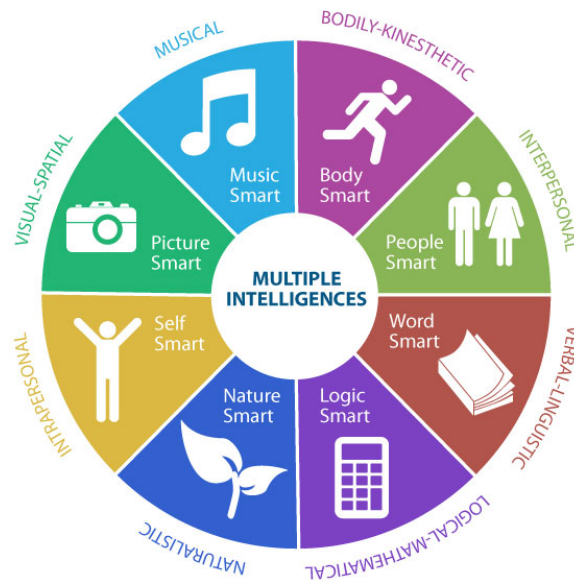 MUSICAL
BODILY-KINESTHETIC
INTERPERSONAL
VERBAL-LINGUISTIC
LOGICAL-MATHEMATICAL
NATURALISTIC
INTRAPERSONAL
VISUAL-SPATIAL
Music
Smart
Body
Smart
People
Smart
Word
Smart
Logic
Smart
Nature
Smart
Self
Smart
Picture
Smart
MULTIPLE
INTELLIGENCES